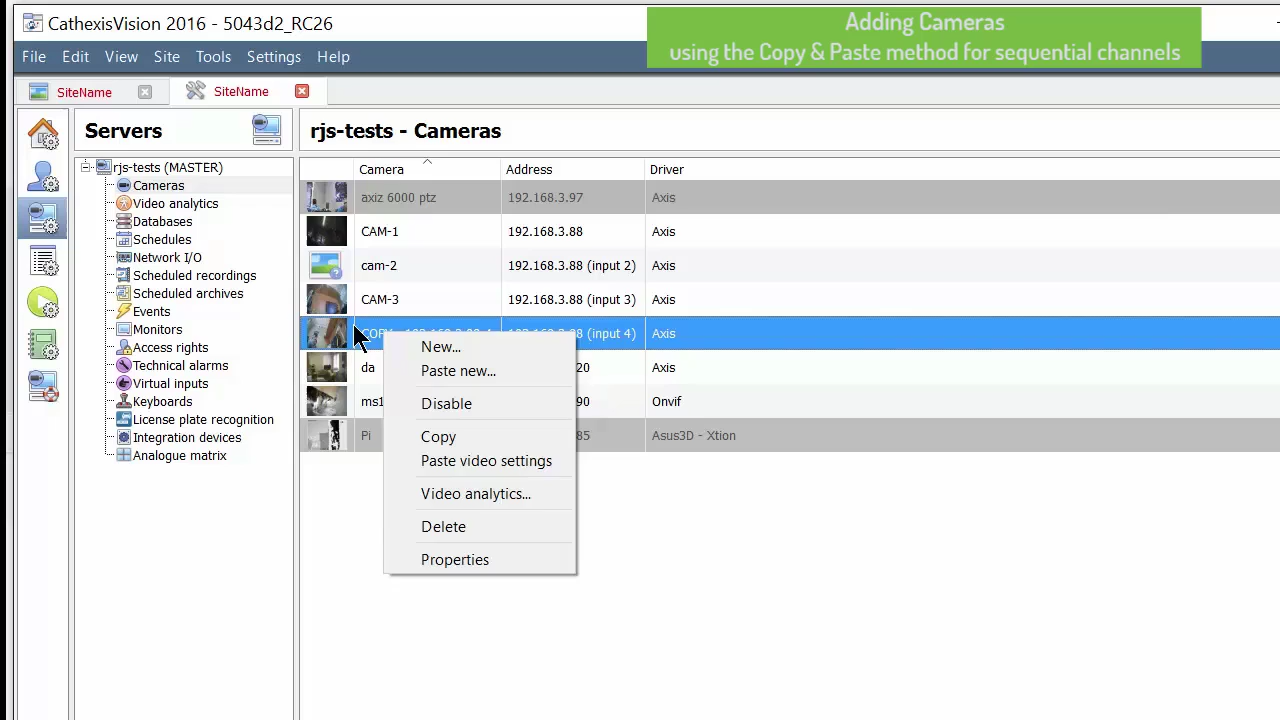 CathexisVision 2016 - 5043d2_RC26
Adding Cameras
using the Copy & Paste method for sequential channels
File Edit View Site Tools Settings Help
SiteName SiteName
Servers
rjs-tests - Cameras
rjs-tests (MASTER)
Cameras
Video analytics
Databases
Schedules
Network I/O
Scheduled recordings
Scheduled archives
Events
Monitors
Access rights
Technical alarms
Virtual inputs
Keyboards
License plate recognition
Integration devices
Analogue matrix
Camera Address Driver
axiz 6000 ptz 192.168.3.97 Axis
CAM-1 192.168.3.88 Axis
cam-2 192.168.3.88 (input 2) Axis
CAM-3 192.168.3.88 (input 3) Axis
(input 4) Axis
da 20 Axis
ms1 90 Onvif
Pi 85 Asus3D - Xtion
New...
Paste new...
Disable
Copy
Paste video settings
Video analytics...
Delete
Properties